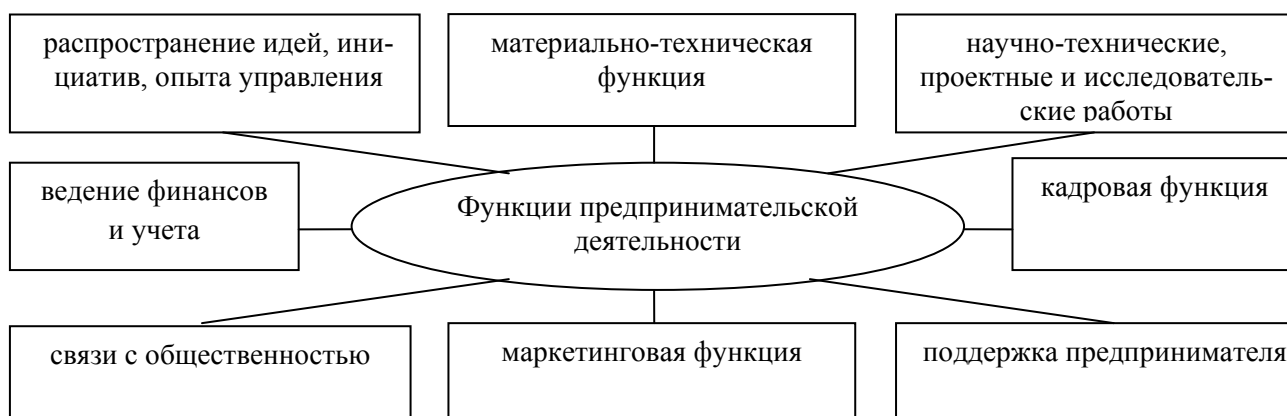 распространение идей, ини-
циатив, опыта управления
материально-техническая
функция
научно-технические,
проектные и исследователь-
ские работы
ведение финансов
и учета
Функции предпринимательской
деятельности
кадровая функция
связи с общественностью
маркетинговая функция
поддержка предпринимателя